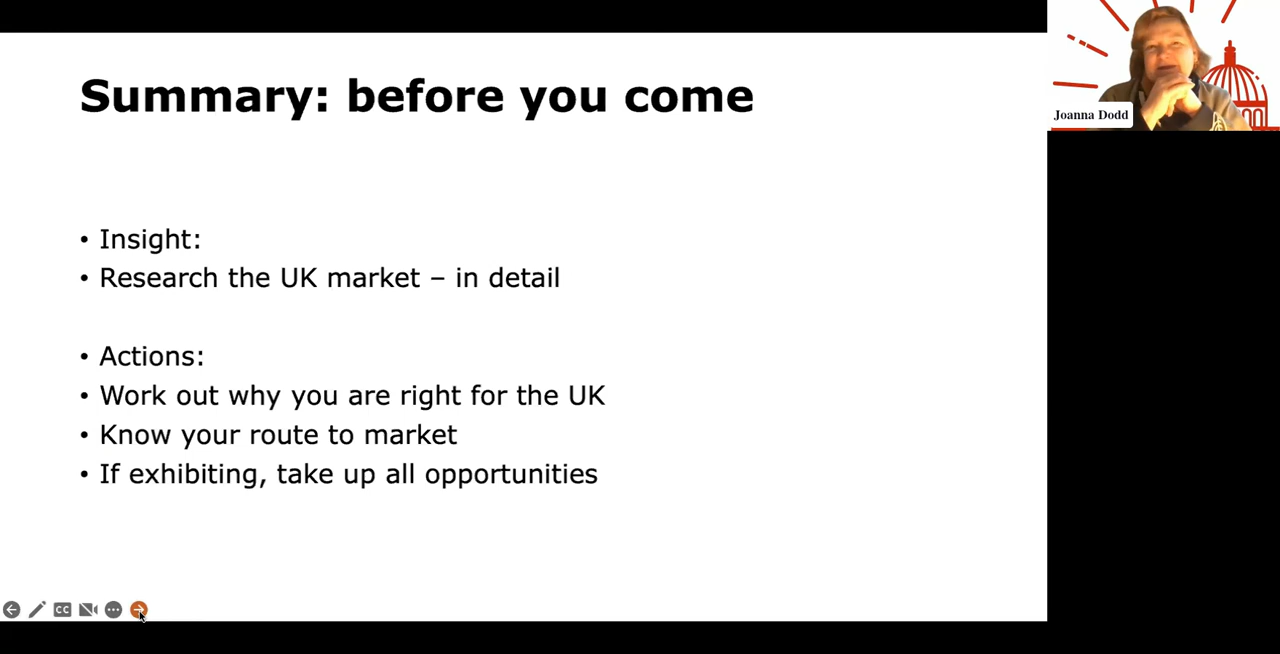 Summary: before you come
• Insight:
• Research the UK market – in detail
• Actions:
• Work out why you are right for the UK
• Know your route to market
• If exhibiting, take up all opportunities
CC
Joanna Dodd